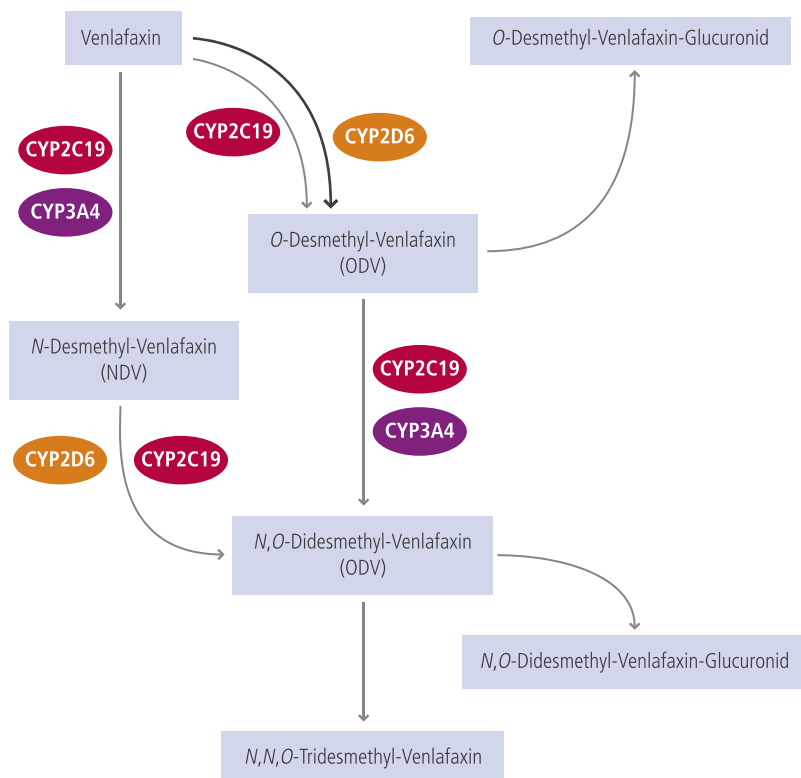 Venlafaxin
O-Desmethyl-Venlafaxin-Glucuronid
CYP2C19
CYP2D6
CYP2C19
CYP3A4
O-Desmethyl-Venlafaxin
(ODV)
N-Desmethyl-Venlafaxin
(NDV)
CYP2C19
CYP3A4
CYP2D6
CYP2C19
N,O-Didesmethyl-Venlafaxin
(ODV)
N,O-Didesmethyl-Venlafaxin-Glucuronid
N,N,O-Tridesmethyl-Venlafaxin